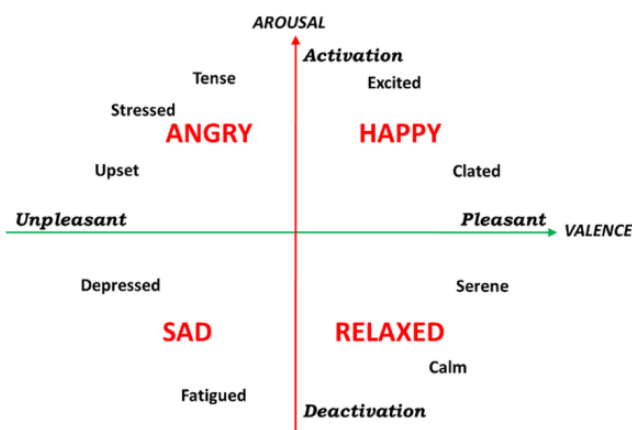 AROUSAL
Activation
Tense
Excited
Stressed
ANGRY
HAPPY
Upset
Clated
Unpleasant
Pleasant
VALENCE
Depressed
Serene
SAD
RELAXED
Calm
Fatigued
Deactivation